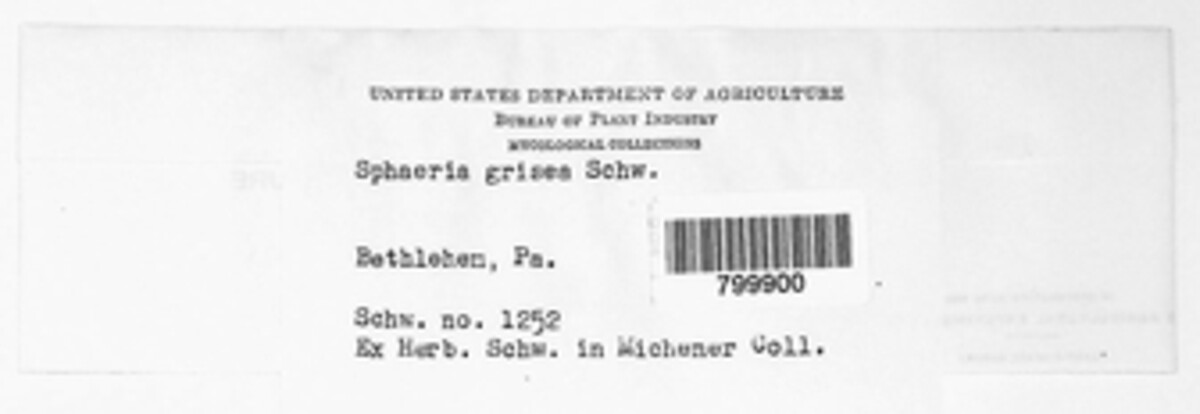 UNITED STATES DEPARTMENT OF AGRICULTURE
BUREAU OF PLANT INDUSTRY
MYCOLOGICAL COLLECTIONS
Sphaeria grisea Schw.
Bethlehem, Pa.
799900
Schw. no. 1252
Ex Herb. Schw. in Michener Coll.